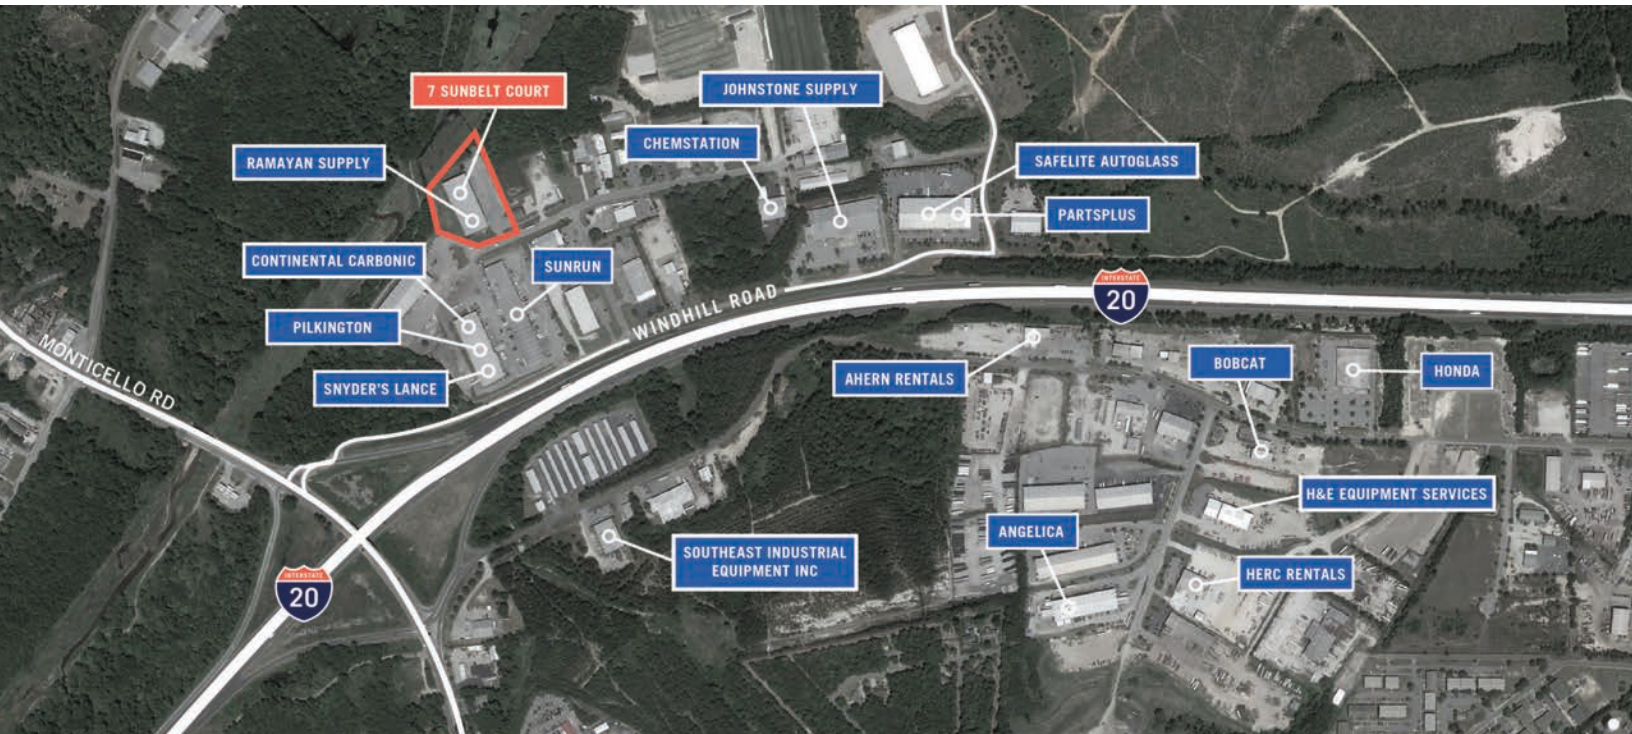 7 SUNBELT COURT
JOHNSTONE SUPPLY
CHEMSTATION
RAMAYAN SUPPLY
SAFELITE AUTOGLASS
PARTSPLUS
CONTINENTAL CARBONIC
SUNRUN
WINDHILL ROAD
INTERSTATE
20
PILKINGTON
SNYDER'S LANCE
MONTICELLO RD
AHERN RENTALS
BOBCAT
HONDA
H&E EQUIPMENT SERVICES
ANGELICA
SOUTHEAST INDUSTRIAL
EQUIPMENT INC
HERC RENTALS
INTERSTATE
20